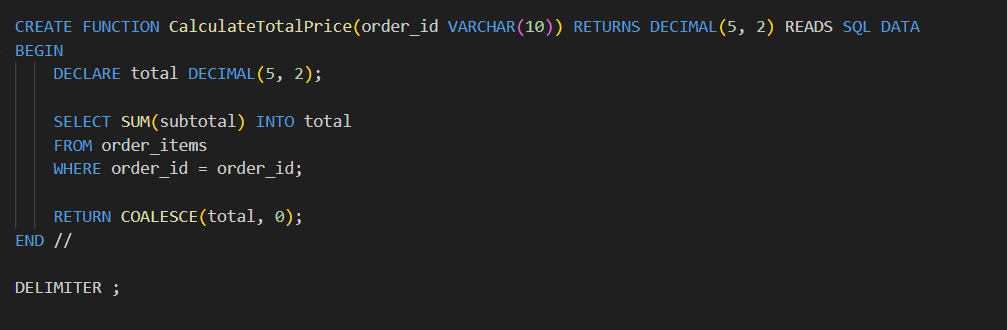 CREATE FUNCTION CalculateTotalPrice(order_id VARCHAR(10)) RETURNS DECIMAL(5, 2) READS SQL DATA
BEGIN
    DECLARE total DECIMAL(5, 2);
    SELECT SUM(subtotal) INTO total
    FROM order_items
    WHERE order_id = order_id;
    RETURN COALESCE(total, 0);
END //
DELIMITER ;